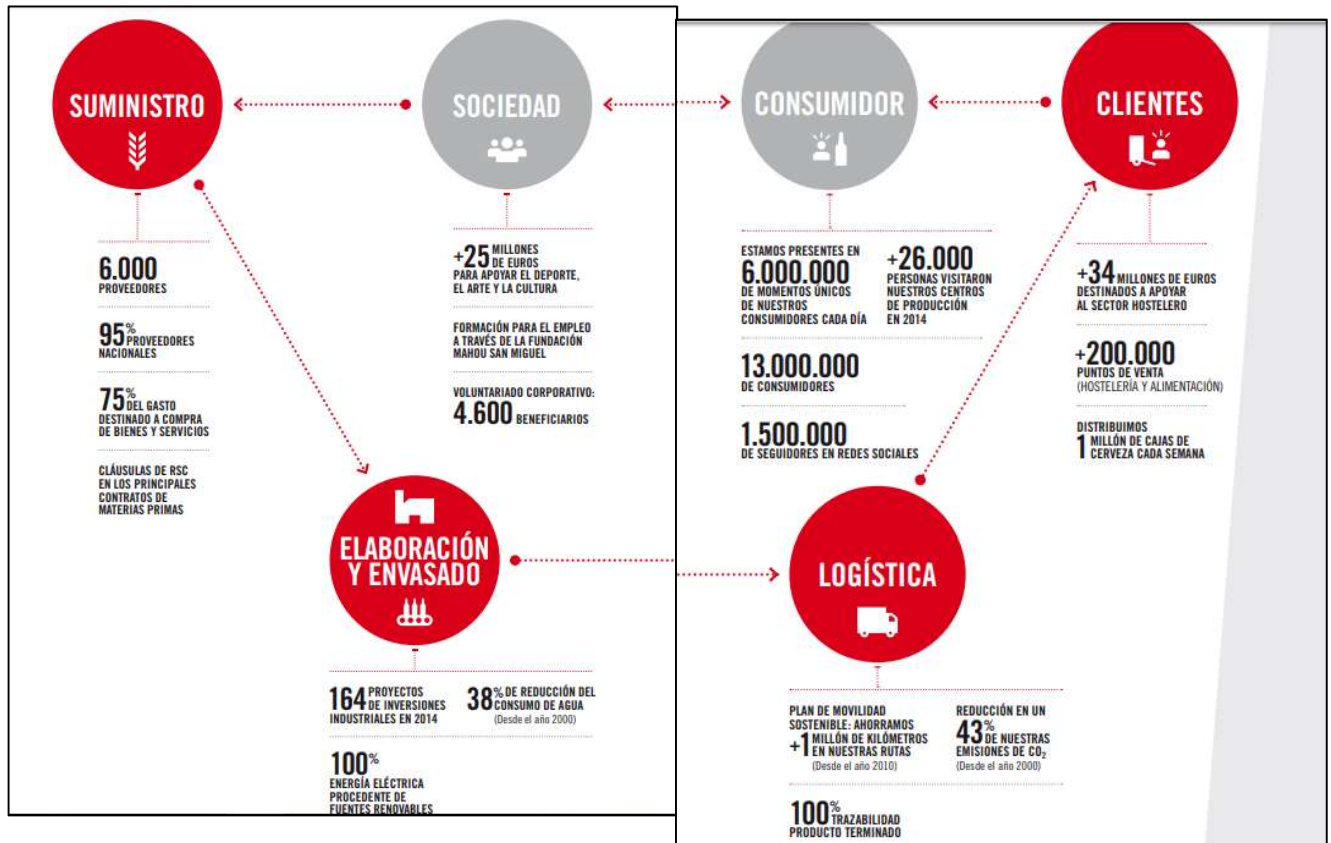 SUMINISTRO
6.000
PROVEEDORES
95%
PROVEEDORES
NACIONALES
75%
DEL GASTO
DESTINADO A COMPRA
DE BIENES Y SERVICIOS
CLÁUSULAS DE RSC
EN LOS PRINCIPALES
CONTRATOS DE
MATERIAS PRIMAS
SOCIEDAD
+25 MILLONES
DE EUROS
PARA APOYAR EL DEPORTE,
EL ARTE Y LA CULTURA
FORMACIÓN PARA EL EMPLEO
A TRAVÉS DE LA FUNDACIÓN
MAHOU SAN MIGUEL
VOLUNTARIADO CORPORATIVO:
4.600 BENEFICIARIOS
CONSUMIDOR
ESTAMOS PRESENTES EN
6.000.000
DE MOMENTOS ÚNICOS
DE NUESTROS
CONSUMIDORES CADA DÍA
+26.000
PERSONAS VISITARON
NUESTROS CENTROS
DE PRODUCCIÓN
EN 2014
13.000.000
DE CONSUMIDORES
1.500.000
DE SEGUIDORES EN REDES SOCIALES
CLIENTES
+34 MILLONES DE EUROS
DESTINADOS A APOYAR
AL SECTOR HOSTELERO
+200.000
PUNTOS DE VENTA
(HOSTELERÍA Y ALIMENTACIÓN)
DISTRIBUIMOS
1 MILLÓN DE CAJAS DE
CERVEZA CADA SEMANA
ELABORACIÓN
Y ENVASADO
164 PROYECTOS
DE INVERSIONES
INDUSTRIALES EN 2014
38% DE REDUCCIÓN DEL
CONSUMO DE AGUA
(Desde el año 2000)
100%
ENERGÍA ELÉCTRICA
PROCEDENTE DE
FUENTES RENOVABLES
LOGÍSTICA
PLAN DE MOVILIDAD
SOSTENIBLE: AHORRAMOS
+1 MILLÓN DE KILÓMETROS
EN NUESTRAS RUTAS
(Desde el año 2010)
REDUCCIÓN EN UN
43%
DE NUESTRAS
EMISIONES DE CO₂
(Desde el año 2000)
100%
TRAZABILIDAD
PRODUCTO TERMINADO